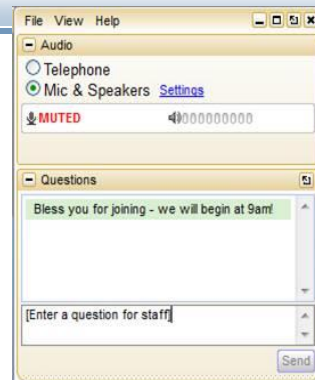 File View Help
Audio
Telephone
Mic & Speakers Settings
MUTED
Questions
Bless you for joining - we will begin at 9am!
[Enter a question for staff]
Send